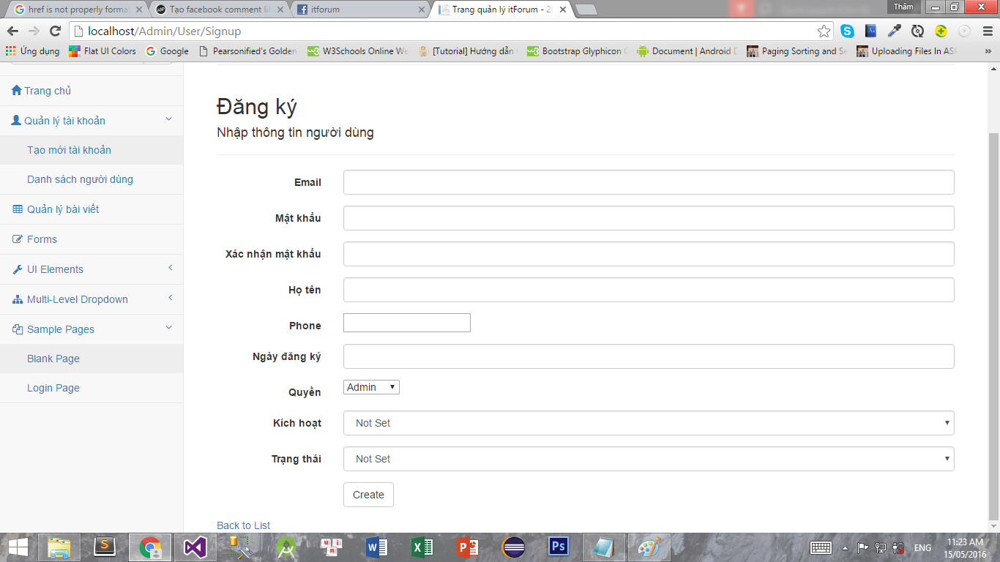 href is not properly forma
Tạo facebook comment li
itforum
Trang quản lý itForum - 2
Thâm
localhost/Admin/User/Signup
Ứng dụng
Flat UI Colors
Google
Pearsonified's Golden
W3Schools Online We
[Tutorial] Hướng dẫn
Bootstrap Glyphicon
Document | Android
Paging Sorting and Se
Uploading Files In AS
»
Trang chủ
Quản lý tài khoản
Tạo mới tài khoản
Danh sách người dùng
Quản lý bài viết
Forms
UI Elements
Multi-Level Dropdown
Sample Pages
Blank Page
Login Page
Đăng ký
Nhập thông tin người dùng
Email
Mật khẩu
Xác nhận mật khẩu
Họ tên
Phone
Ngày đăng ký
Quyền
Admin
Kích hoạt
Not Set
Trạng thái
Not Set
Create
Back to List
Ps
ENG
11:23 AM
15/05/2016